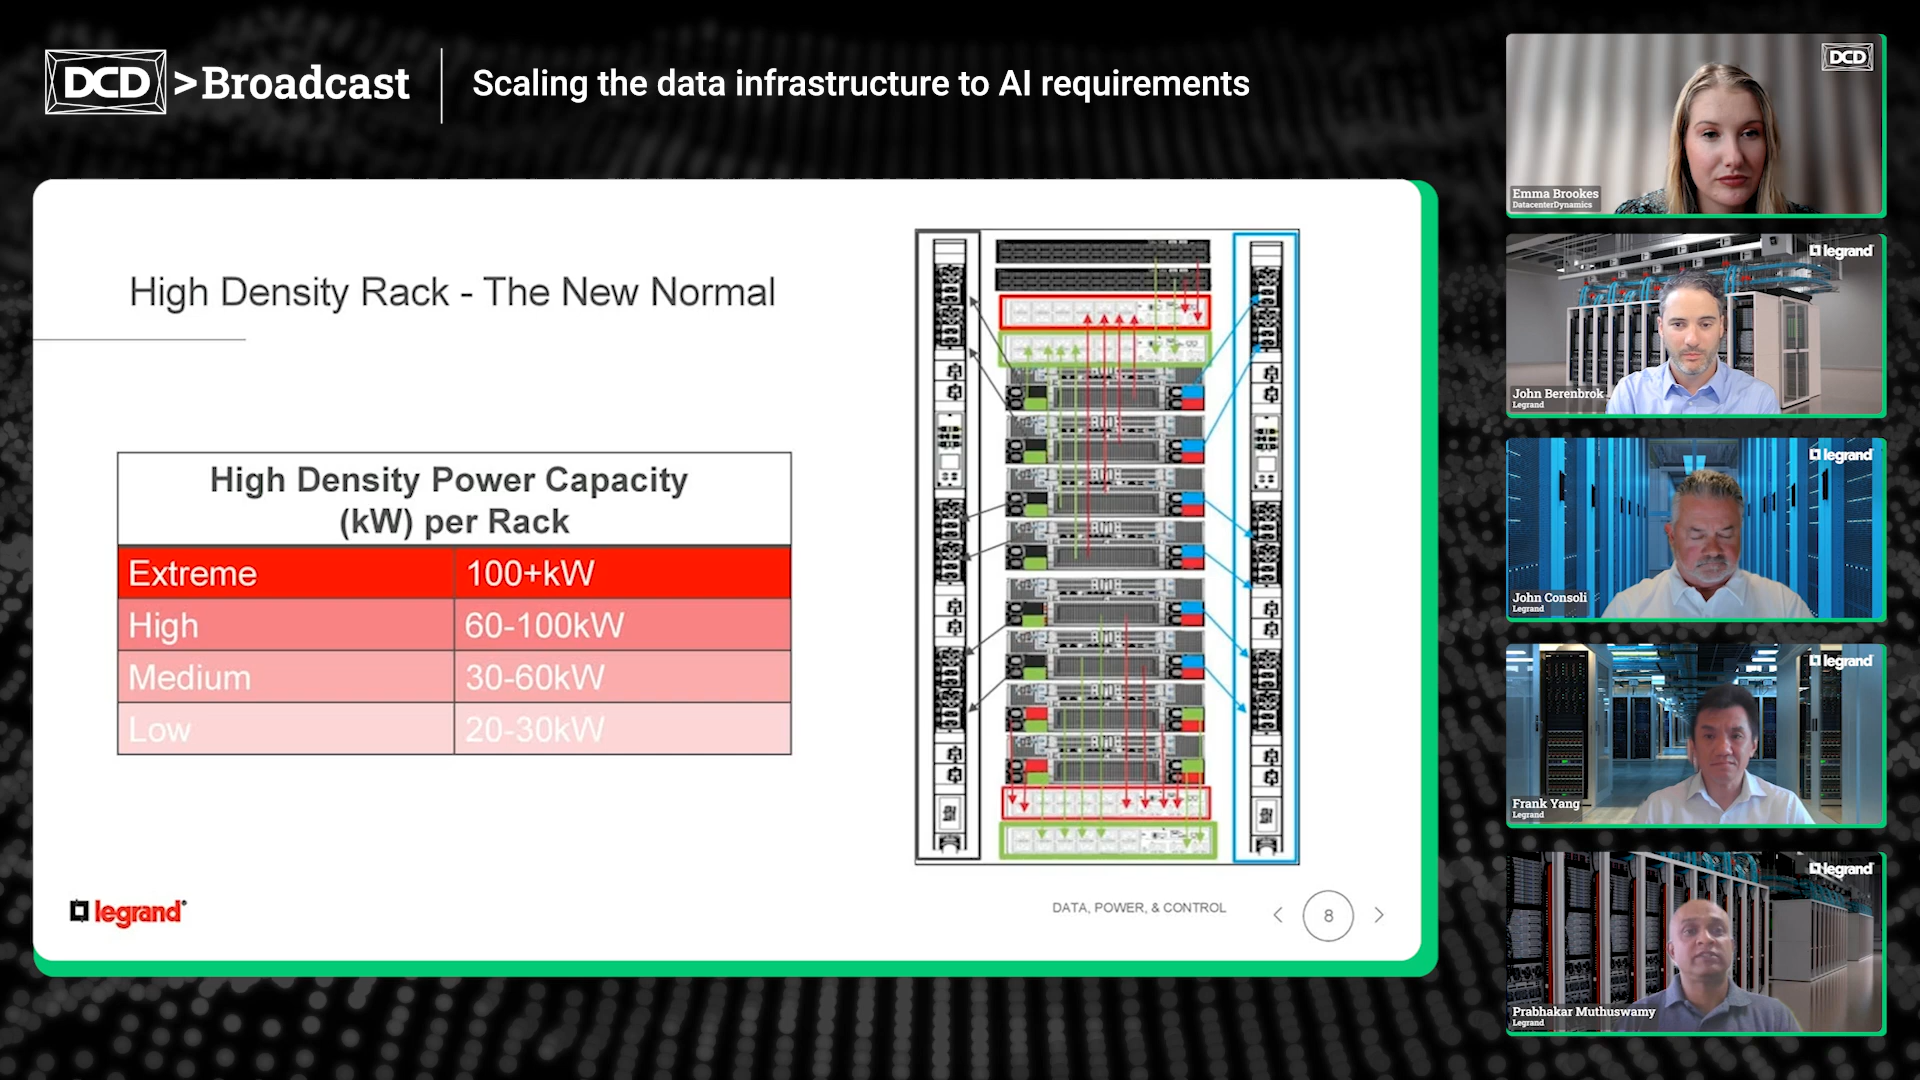 DCD >Broadcast
Scaling the data infrastructure to AI requirements
High Density Rack - The New Normal
High Density Power Capacity
(kW) per Rack
Extreme 100+kW
High 60-100kW
Medium 30-60kW
Low 20-30kW
legrand®
DATA, POWER, & CONTROL
< 8 >
DCD
Emma Brookes
DatacenterDynamics
legrand
John Berenbrok
Legrand
legrand
John Consoli
Legrand
legrand
Frank Yang
Legrand
legrand
Prabhakar Muthuswamy
Legrand